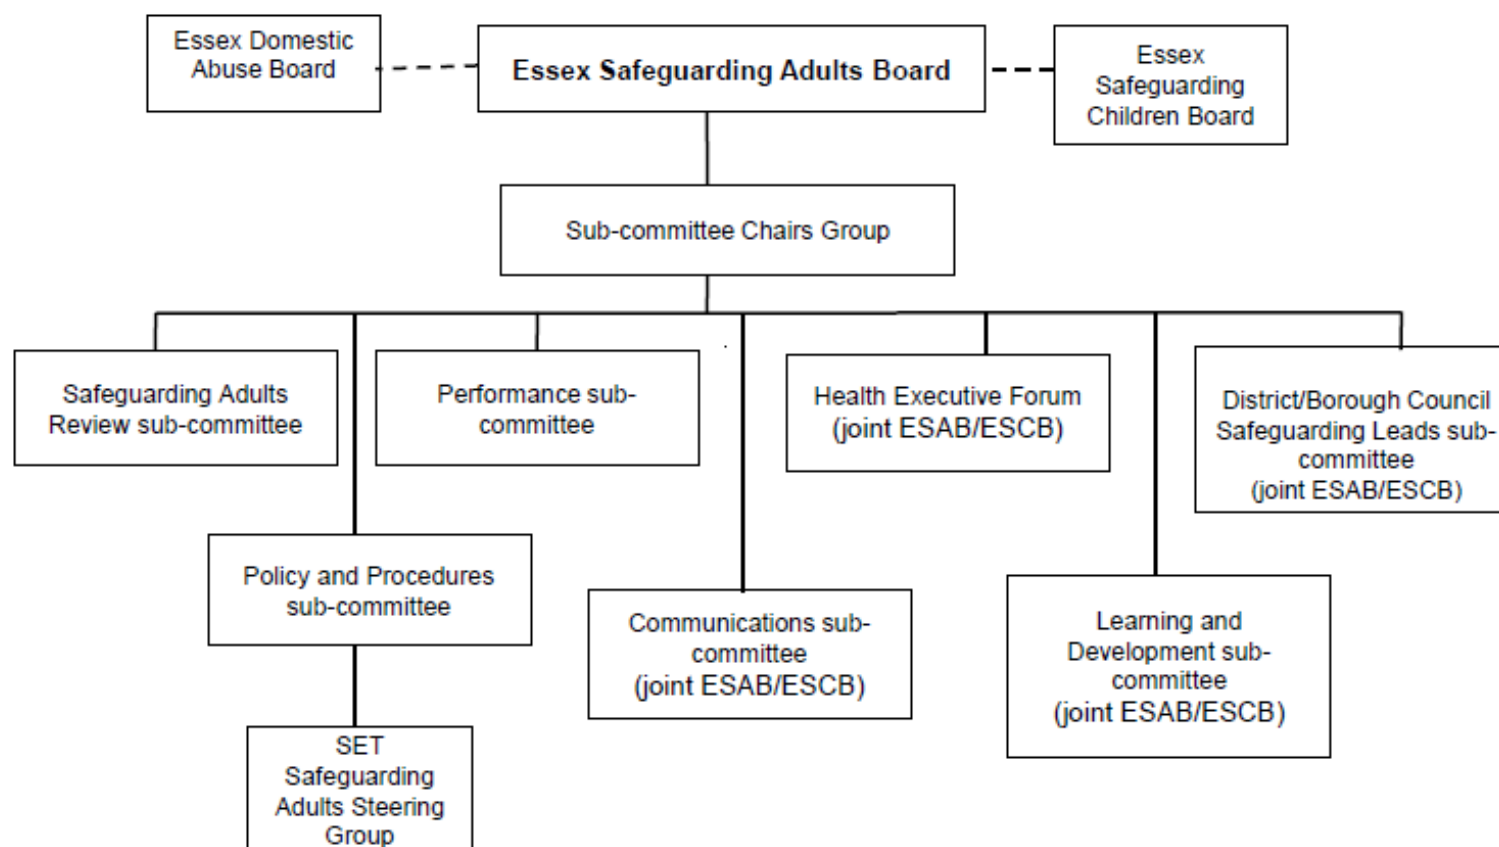 Essex Domestic
Abuse Board
Essex Safeguarding Adults Board
Essex
Safeguarding
Children Board
Sub-committee Chairs Group
Safeguarding Adults
Review sub-committee
Performance sub-
committee
Health Executive Forum
(joint ESAB/ESCB)
District/Borough Council
Safeguarding Leads sub-
committee
(joint ESAB/ESCB)
Policy and Procedures
sub-committee
Communications sub-
committee
(joint ESAB/ESCB)
Learning and
Development sub-
committee
(joint ESAB/ESCB)
SET
Safeguarding
Adults Steering
Group